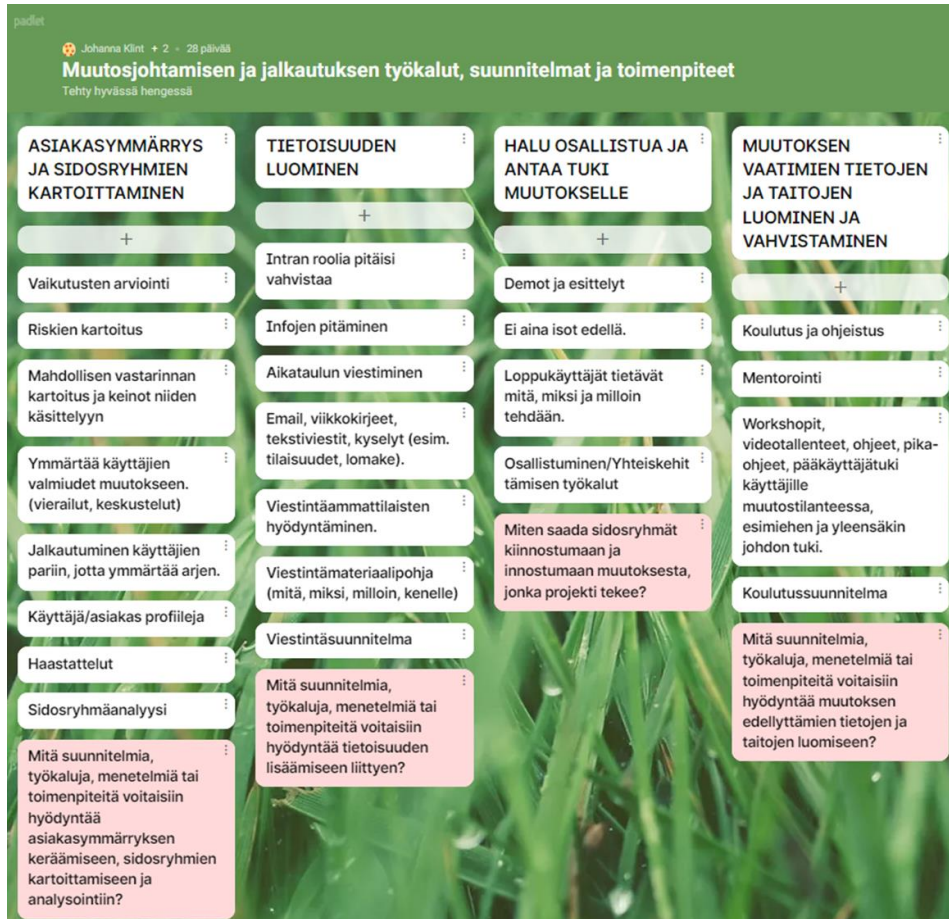 padlet
Johanna Klint + 2 • 28 päivää
Muutosjohtamisen ja jalkautuksen työkalut, suunnitelmat ja toimenpiteet
Tehty hyvässä hengessä
ASIAKASYMMÄRRYS
JA SIDOSRYHMIEN
KARTOITTAMINEN
+
Vaikutusten arviointi
Riskien kartoitus
Mahdollisen vastarinnan
kartoitus ja keinot niiden
käsittelyyn
Ymmärtää käyttäjien
valmiudet muutokseen.
(vierailut, keskustelut)
Jalkautuminen käyttäjien
pariin, jotta ymmärtää arjen.
Käyttäjä/asiakas profiileja
Haastattelut
Sidosryhmäanalyysi
Mitä suunnitelmia,
työkaluja, menetelmiä tai
toimenpiteitä voitaisiin
hyödyntää
asiakasymmärryksen
keräämiseen, sidosryhmien
kartoittamiseen ja
analysointiin?
TIETOISUUDEN
LUOMINEN
+
Intran roolia pitäisi
vahvistaa
Infojen pitäminen
Aikataulun viestiminen
Email, viikkokirjeet,
tekstiviestit, kyselyt (esim.
tilaisuudet, lomake).
Viestintäammattilaisten
hyödyntäminen.
Viestintämateriaalipohja
(mitä, miksi, milloin, kenelle)
Viestintäsuunnitelma
Mitä suunnitelmia,
työkaluja, menetelmiä tai
toimenpiteitä voitaisiin
hyödyntää tietoisuuden
lisäämiseen liittyen?
HALU OSALLISTUA JA
ANTAA TUKI
MUUTOKSELLE
+
Demot ja esittelyt
Ei aina isot edellä.
Loppukäyttäjät tietävät
mitä, miksi ja milloin
tehdään.
Osallistuminen/Yhteiskehit
tämisen työkalut
Miten saada sidosryhmät
kiinnostumaan ja
innostumaan muutoksesta,
jonka projekti tekee?
MUUTOKSEN
VAATIMIEN TIETOJEN
JA TAITOJEN
LUOMINEN JA
VAHVISTAMINEN
+
Koulutus ja ohjeistus
Mentorointi
Workshopit,
videotallenteet, ohjeet, pika-
ohjeet, pääkäyttäjätuki
käyttäjille
muutostilanteessa,
esimiehen ja yleensäkin
johdon tuki.
Koulutussuunnitelma
Mitä suunnitelmia,
työkaluja, menetelmiä tai
toimenpiteitä voitaisiin
hyödyntää muutoksen
edellyttämien tietojen ja
taitojen luomiseen?